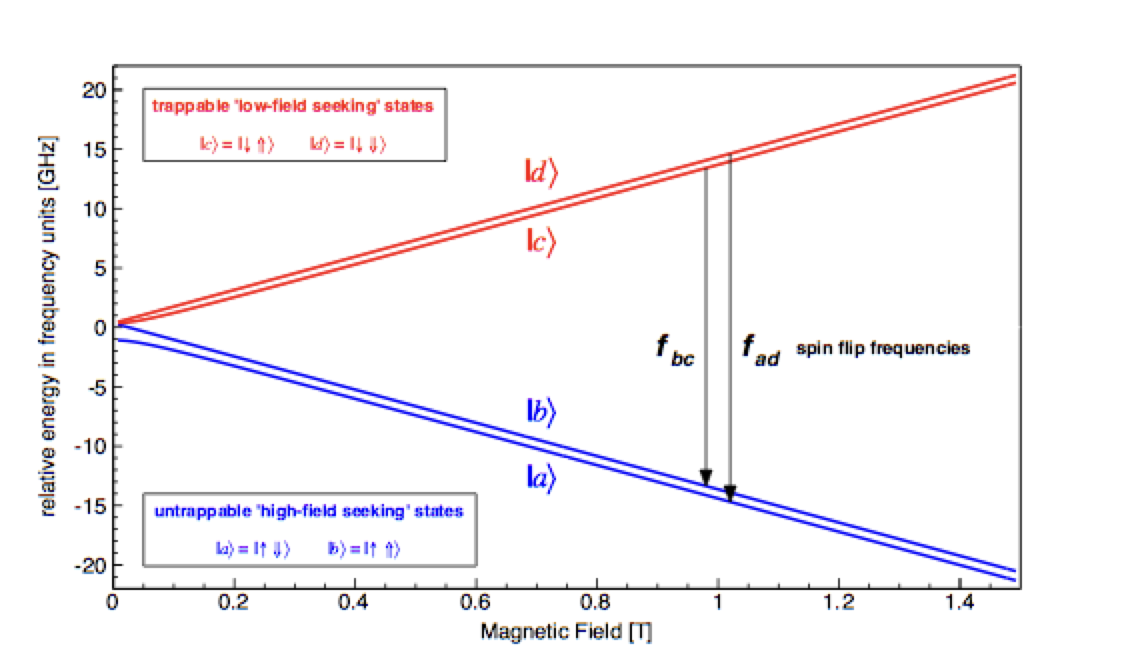 relative energy in frequency units [GHz]
20
15
10
5
0
-5
-10
-15
-20
trappable 'low-field seeking' states
|c⟩ = |↓ ⇑⟩ |d⟩ = |↓ ⇓⟩
|d⟩
|c⟩
f bc
f ad spin flip frequencies
|b⟩
|a⟩
untrappable 'high-field seeking' states
|a⟩ = |↑ ⇓⟩ |b⟩ = |↑ ⇑⟩
0 0.2 0.4 0.6 0.8 1 1.2 1.4
Magnetic Field [T]